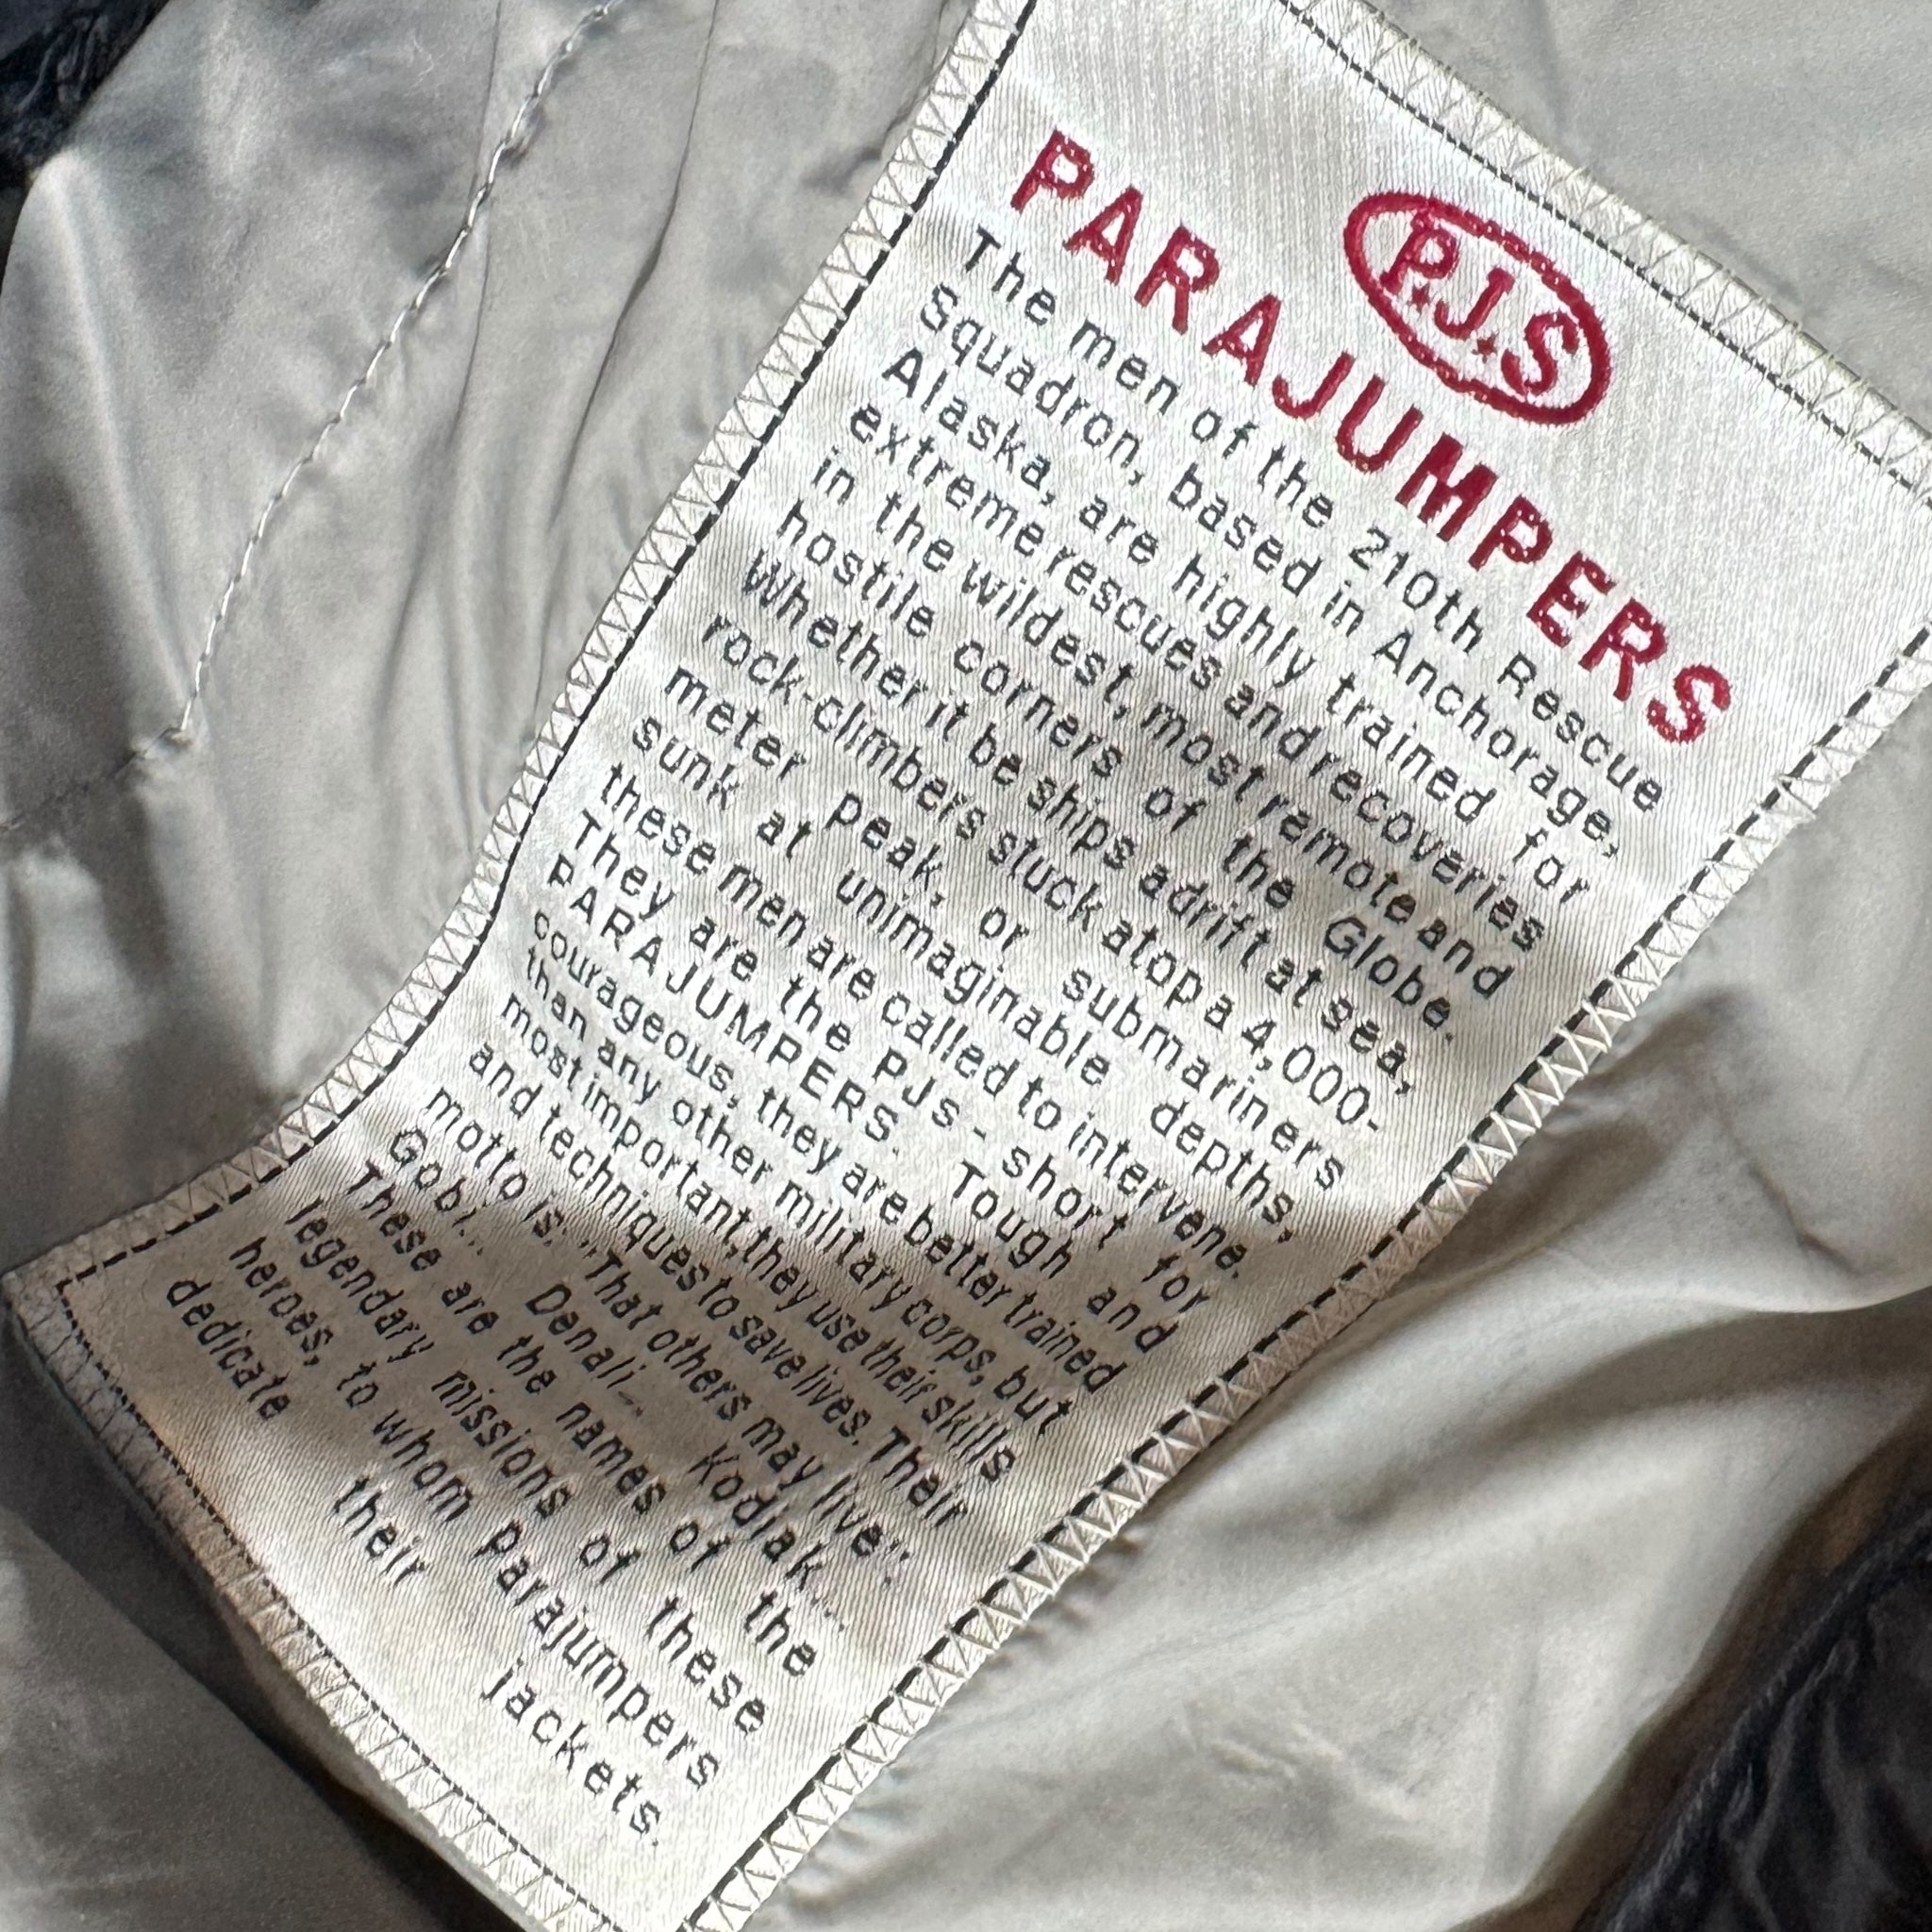 P.J.S
PARAJUMPERS
The men of the 210th Rescue
Squadron, based in Anchorage,
Alaska, are highly trained for
extreme rescues and recoveries
in the wildest, most remote and
hostile corners of the Globe.
Whether it be ships adrift at sea,
rock-climbers stuck atop a 4,000-
meter peak, or submariners
sunk at unimaginable depths,
these men are called to intervene.
They are the PJs - short for
PARAJUMPERS. Tough and
courageous, they are better trained
than any other military corps, but
most important, they use their skills
and techniques to save lives. Their
motto is: "That others may live".
Gobi... Denali... Kodiak...
These are the names of the
legendary missions of these
heroes, to whom Parajumpers
dedicate their jackets.